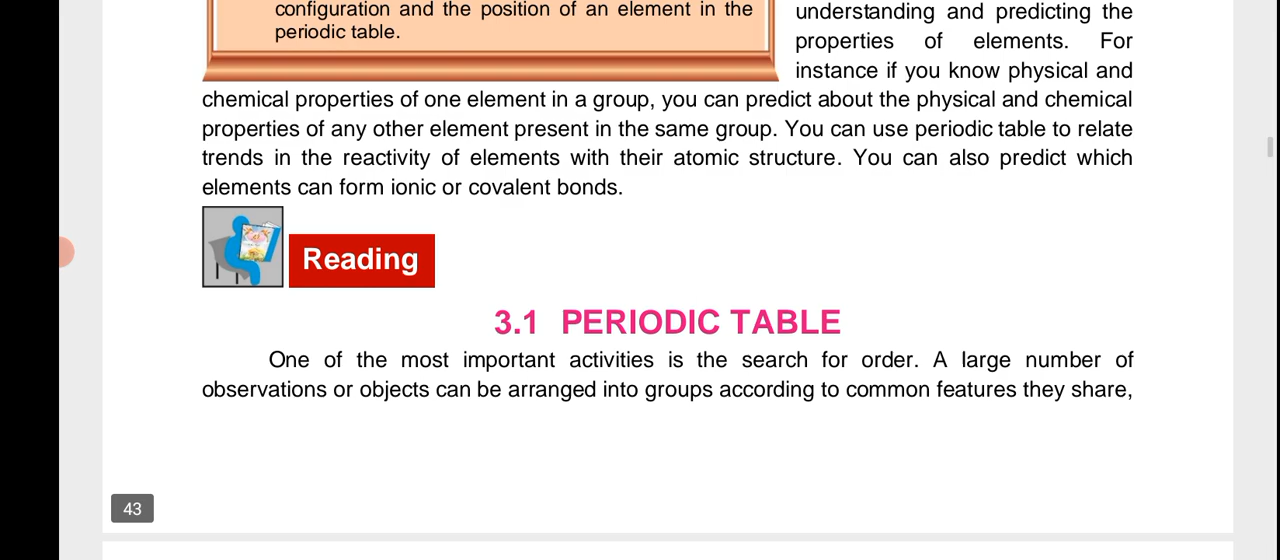 configuration and the position of an element in the
periodic table.
understanding and predicting the
properties of elements. For
instance if you know physical and
chemical properties of one element in a group, you can predict about the physical and chemical
properties of any other element present in the same group. You can use periodic table to relate
trends in the reactivity of elements with their atomic structure. You can also predict which
elements can form ionic or covalent bonds.
Reading
3.1 PERIODIC TABLE
One of the most important activities is the search for order. A large number of
observations or objects can be arranged into groups according to common features they share,
43